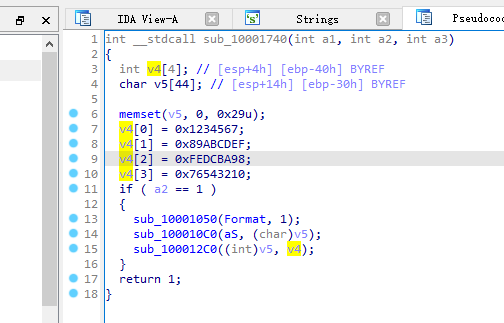 IDA View-A
Strings
Pseudococ
1 int __stdcall sub_10001740(int a1, int a2, int a3)
2 {
3 int v4[4]; // [esp+4h] [ebp-40h] BYREF
4 char v5[44]; // [esp+14h] [ebp-30h] BYREF
5
6 memset(v5, 0, 0x29u);
7 v4[0] = 0x1234567;
8 v4[1] = 0x89ABCDEF;
9 v4[2] = 0xFEDCBA98;
10 v4[3] = 0x76543210;
11 if ( a2 == 1 )
12 {
13 sub_10001050(Format, 1);
14 sub_100010C0(aS, (char)v5);
15 sub_100012C0((int)v5, v4);
16 }
17 return 1;
18 }